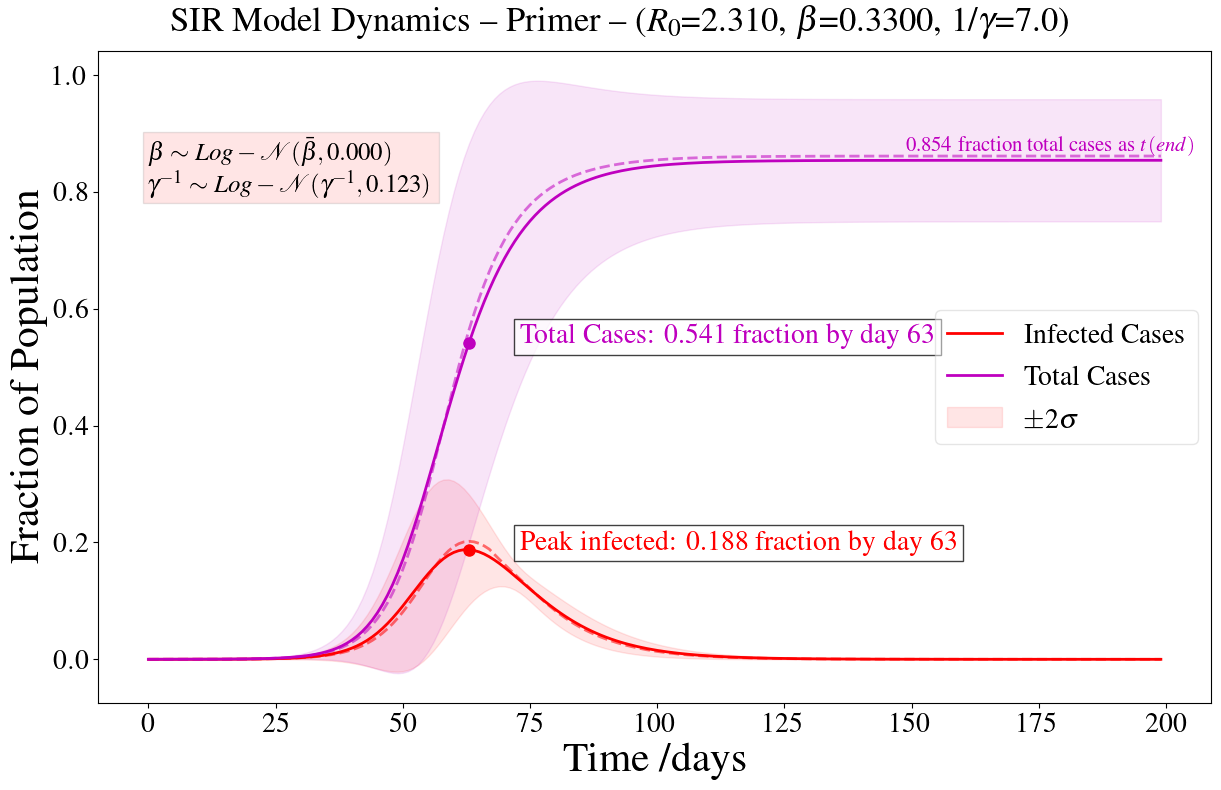 SIR Model Dynamics – Primer – (R₀=2.310, β=0.3300, 1/γ=7.0)
Fraction of Population
1.0
0.8
0.6
0.4
0.2
0.0
β ∼ Log − 𝒩(β̄, 0.000)
γ⁻¹ ∼ Log − 𝒩(γ⁻¹, 0.123)
0.854 fraction total cases as t(end)
Total Cases: 0.541 fraction by day 63
Infected Cases
Total Cases
±2σ
Peak infected: 0.188 fraction by day 63
0 25 50 75 100 125 150 175 200
Time /days